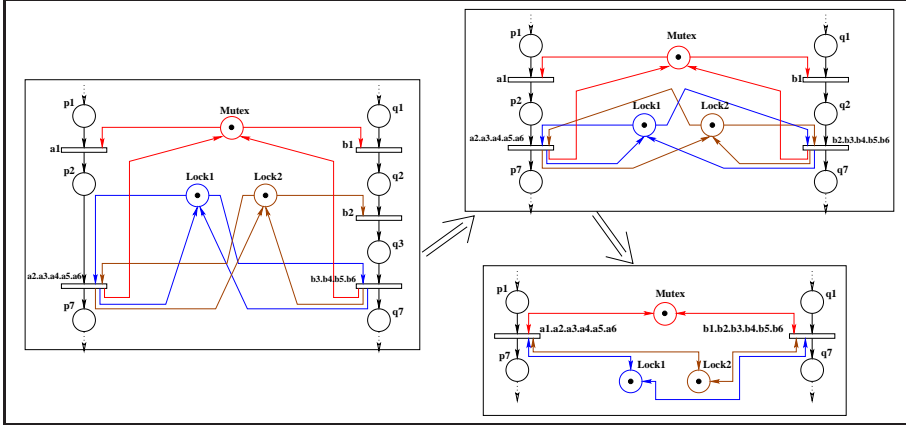 p1
q1
Mutex
a1
b1
p2
q2
Lock1
Lock2
b2
q3
a2.a3.a4.a5.a6
b3.b4.b5.b6
p7
q7
p1
q1
Mutex
a1
b1
p2
q2
Lock1
Lock2
a2.a3.a4.a5.a6
b2.b3.b4.b5.b6
p7
q7
p1
q1
Mutex
a1.a2.a3.a4.a5.a6
b1.b2.b3.b4.b5.b6
p7
q7
Lock1
Lock2